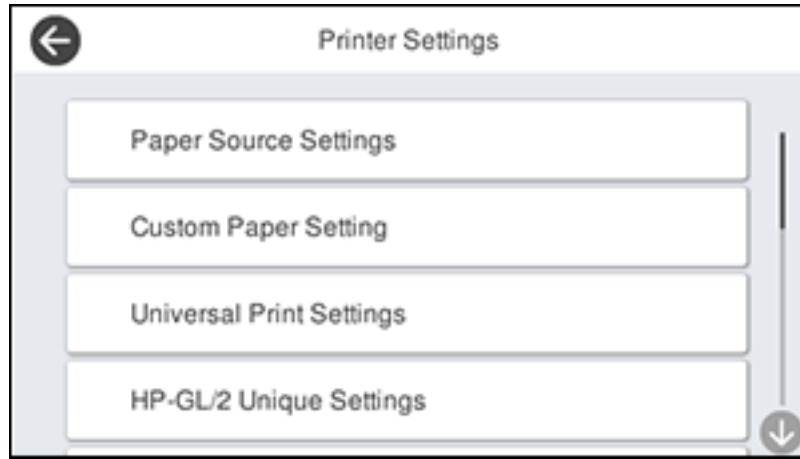 Printer Settings
Paper Source Settings
Custom Paper Setting
Universal Print Settings
HP-GL/2 Unique Settings